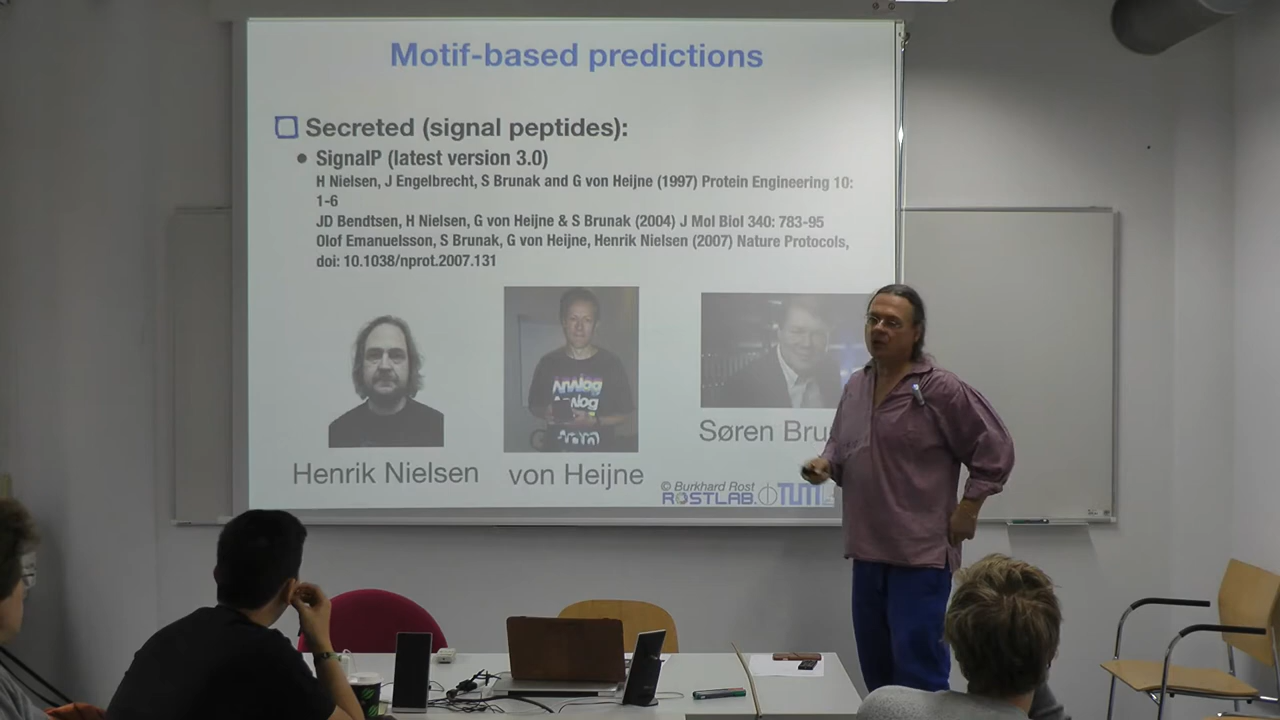 Motif-based predictions
Secreted (signal peptides):
SignalP (latest version 3.0)
H Nielsen, J Engelbrecht, S Brunak and G von Heijne (1997) Protein Engineering 10:
1-6
JD Bendtsen, H Nielsen, G von Heijne & S Brunak (2004) J Mol Biol 340: 783-95
Olof Emanuelsson, S Brunak, G von Heijne, Henrik Nielsen (2007) Nature Protocols,
doi: 10.1038/nprot.2007.131
Analog
Analog
Henrik Nielsen
von Heijne
Søren Bru
© Burkhard Rost
ROSTLAB.
TUM